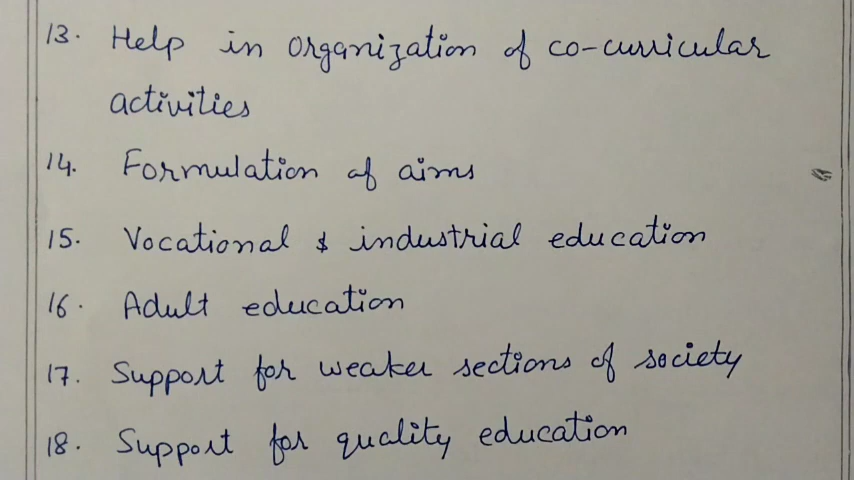 13. Help in organization of co-curricular
activities
14. Formulation of aims
15. Vocational & industrial education
16. Adult education
17. Support for weaker sections of society
18. Support for quality education